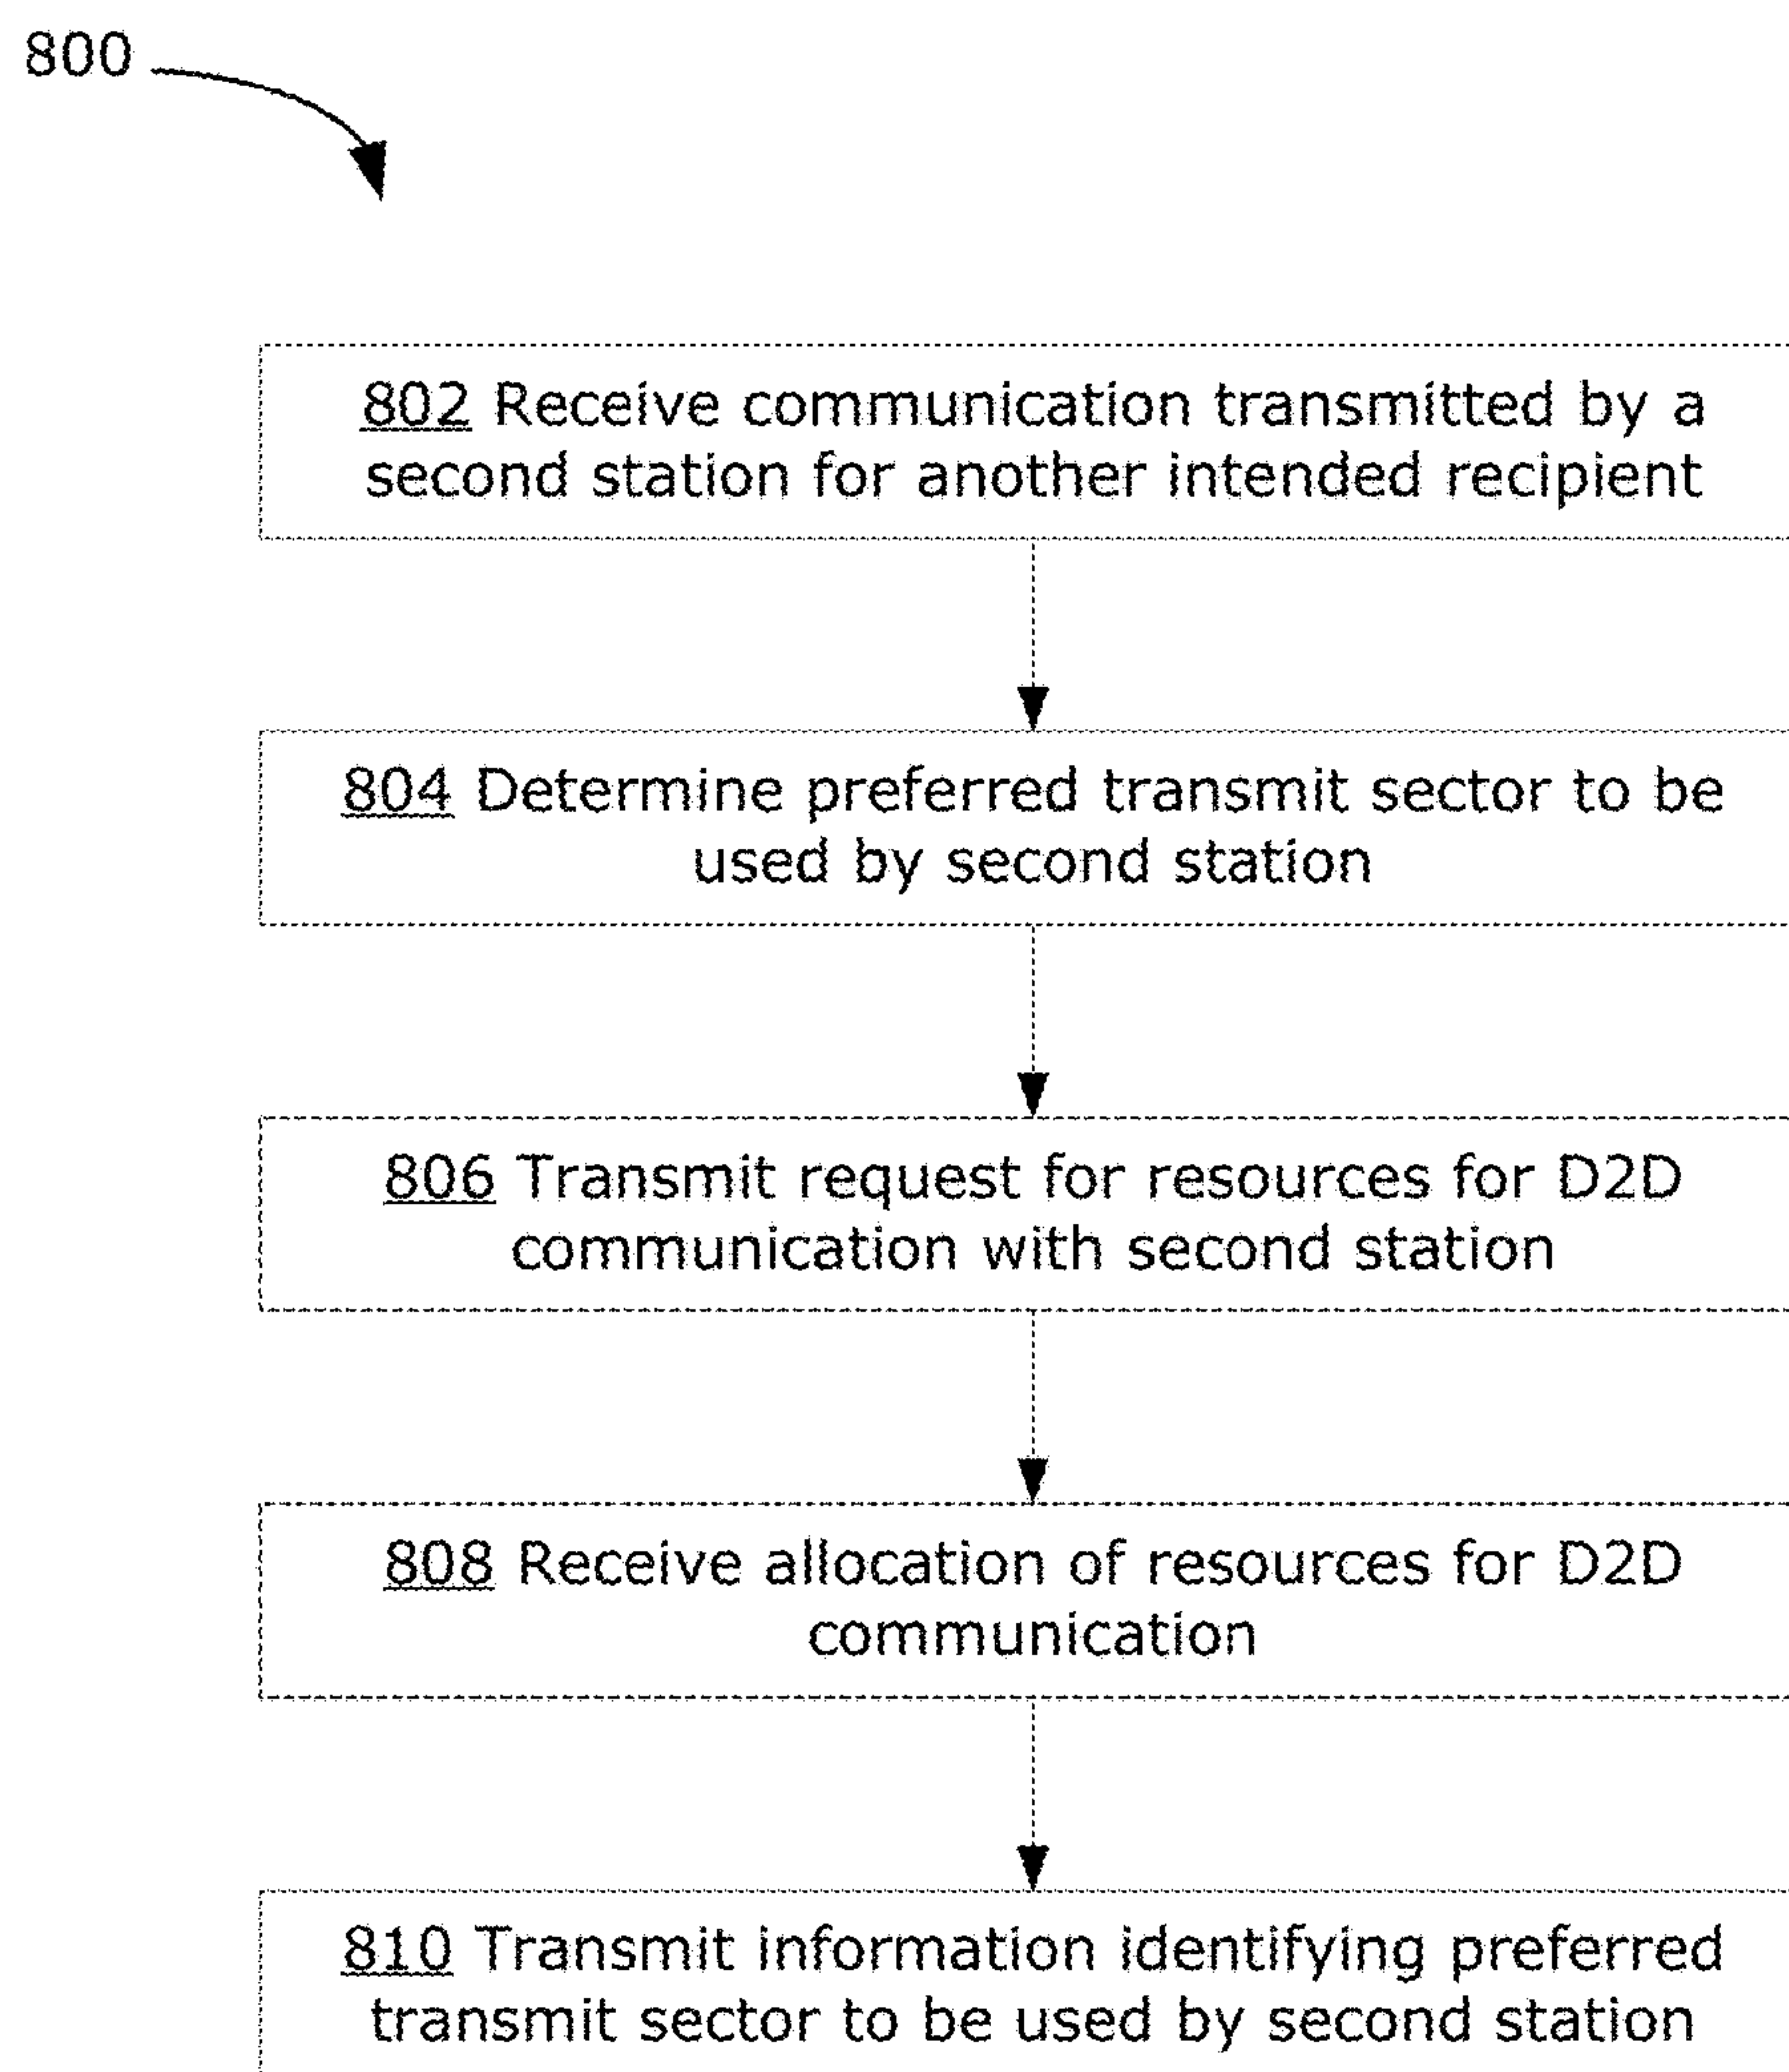 800
802 Receive communication transmitted by a
second station for another intended recipient
804 Determine preferred transmit sector to be
used by second station
806 Transmit request for resources for D2D
communication with second station
808 Receive allocation of resources for D2D
communication
810 Transmit information identifying preferred
transmit sector to be used by second station